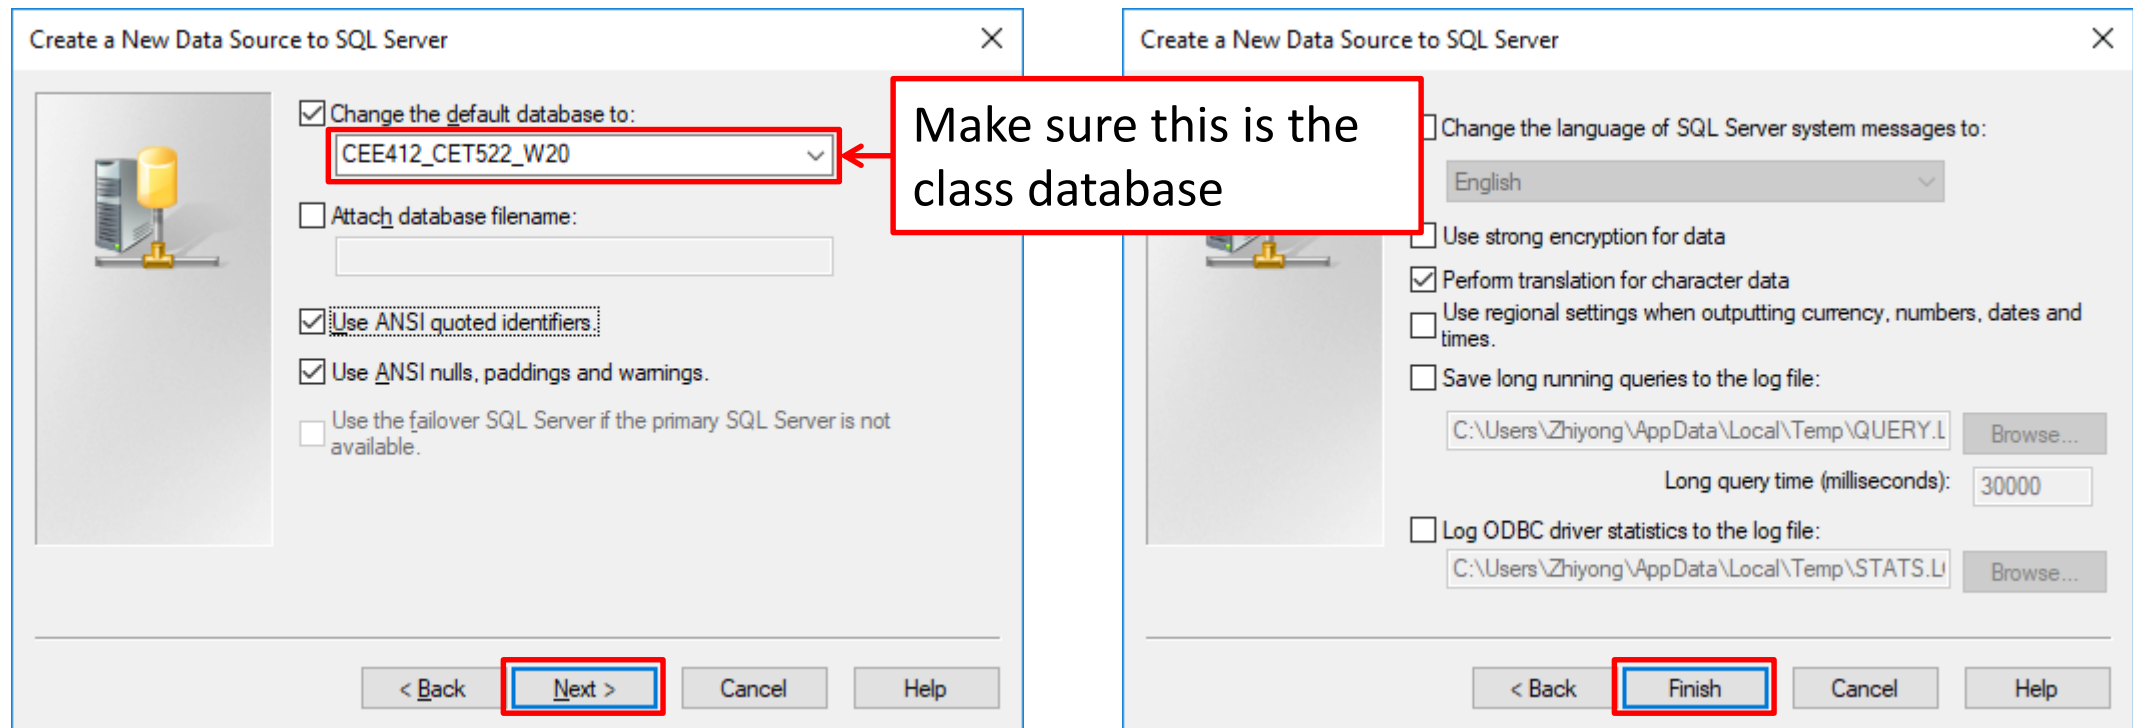 Create a New Data Source to SQL Server
Change the default database to:
CEE412_CET522_W20
Attach database filename:
Use ANSI quoted identifiers.
Use ANSI nulls, paddings and warnings.
Use the failover SQL Server if the primary SQL Server is not
available.
< Back
Next >
Cancel
Help
Make sure this is the
class database
Create a New Data Source to SQL Server
Change the language of SQL Server system messages to:
English
Use strong encryption for data
Perform translation for character data
Use regional settings when outputting currency, numbers, dates and
times.
Save long running queries to the log file:
C:\Users\Zhiyong\AppData\Local\Temp\QUERY.L
Browse...
Long query time (milliseconds):
30000
Log ODBC driver statistics to the log file:
C:\Users\Zhiyong\AppData\Local\Temp\STATS.L
Browse...
< Back
Finish
Cancel
Help